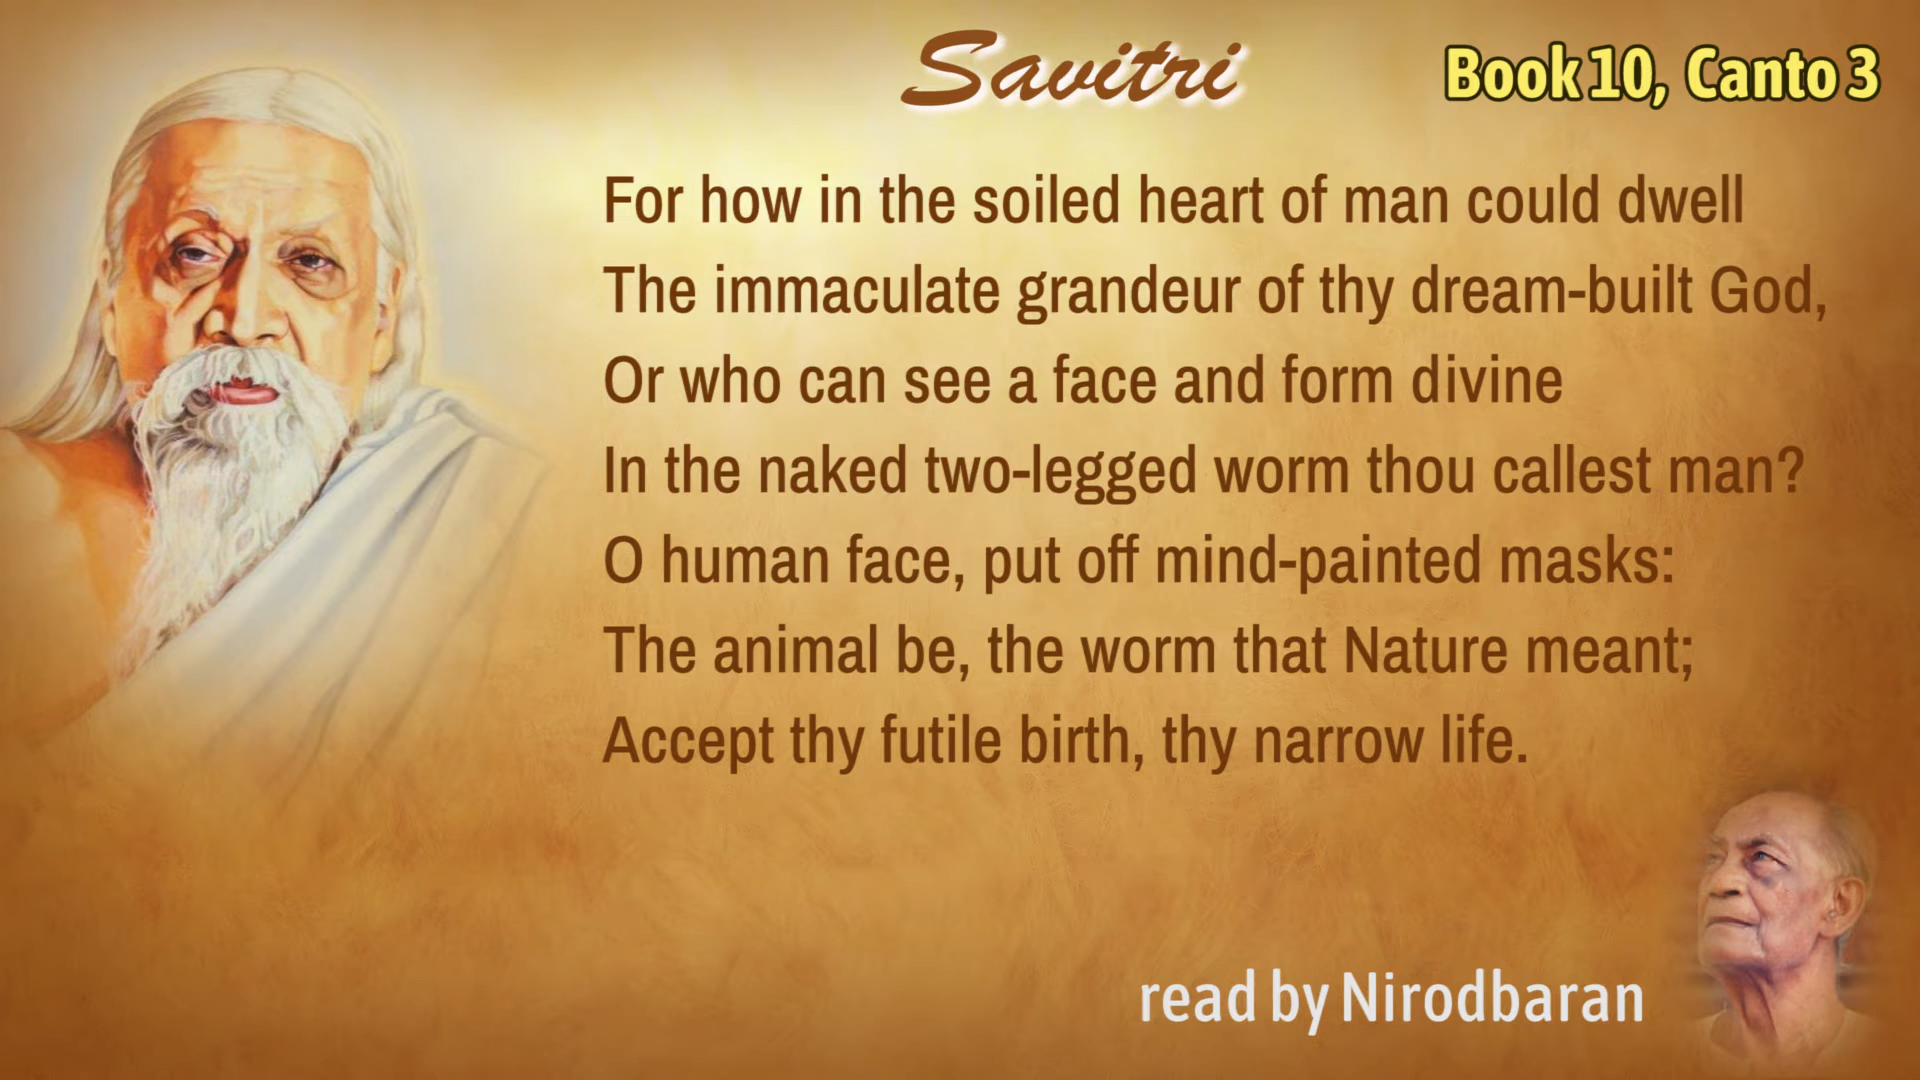 Savitri
Book 10, Canto 3
For how in the soiled heart of man could dwell
The immaculate grandeur of thy dream-built God,
Or who can see a face and form divine
In the naked two-legged worm thou callest man?
O human face, put off mind-painted masks:
The animal be, the worm that Nature meant;
Accept thy futile birth, thy narrow life.
read by Nirodbaran